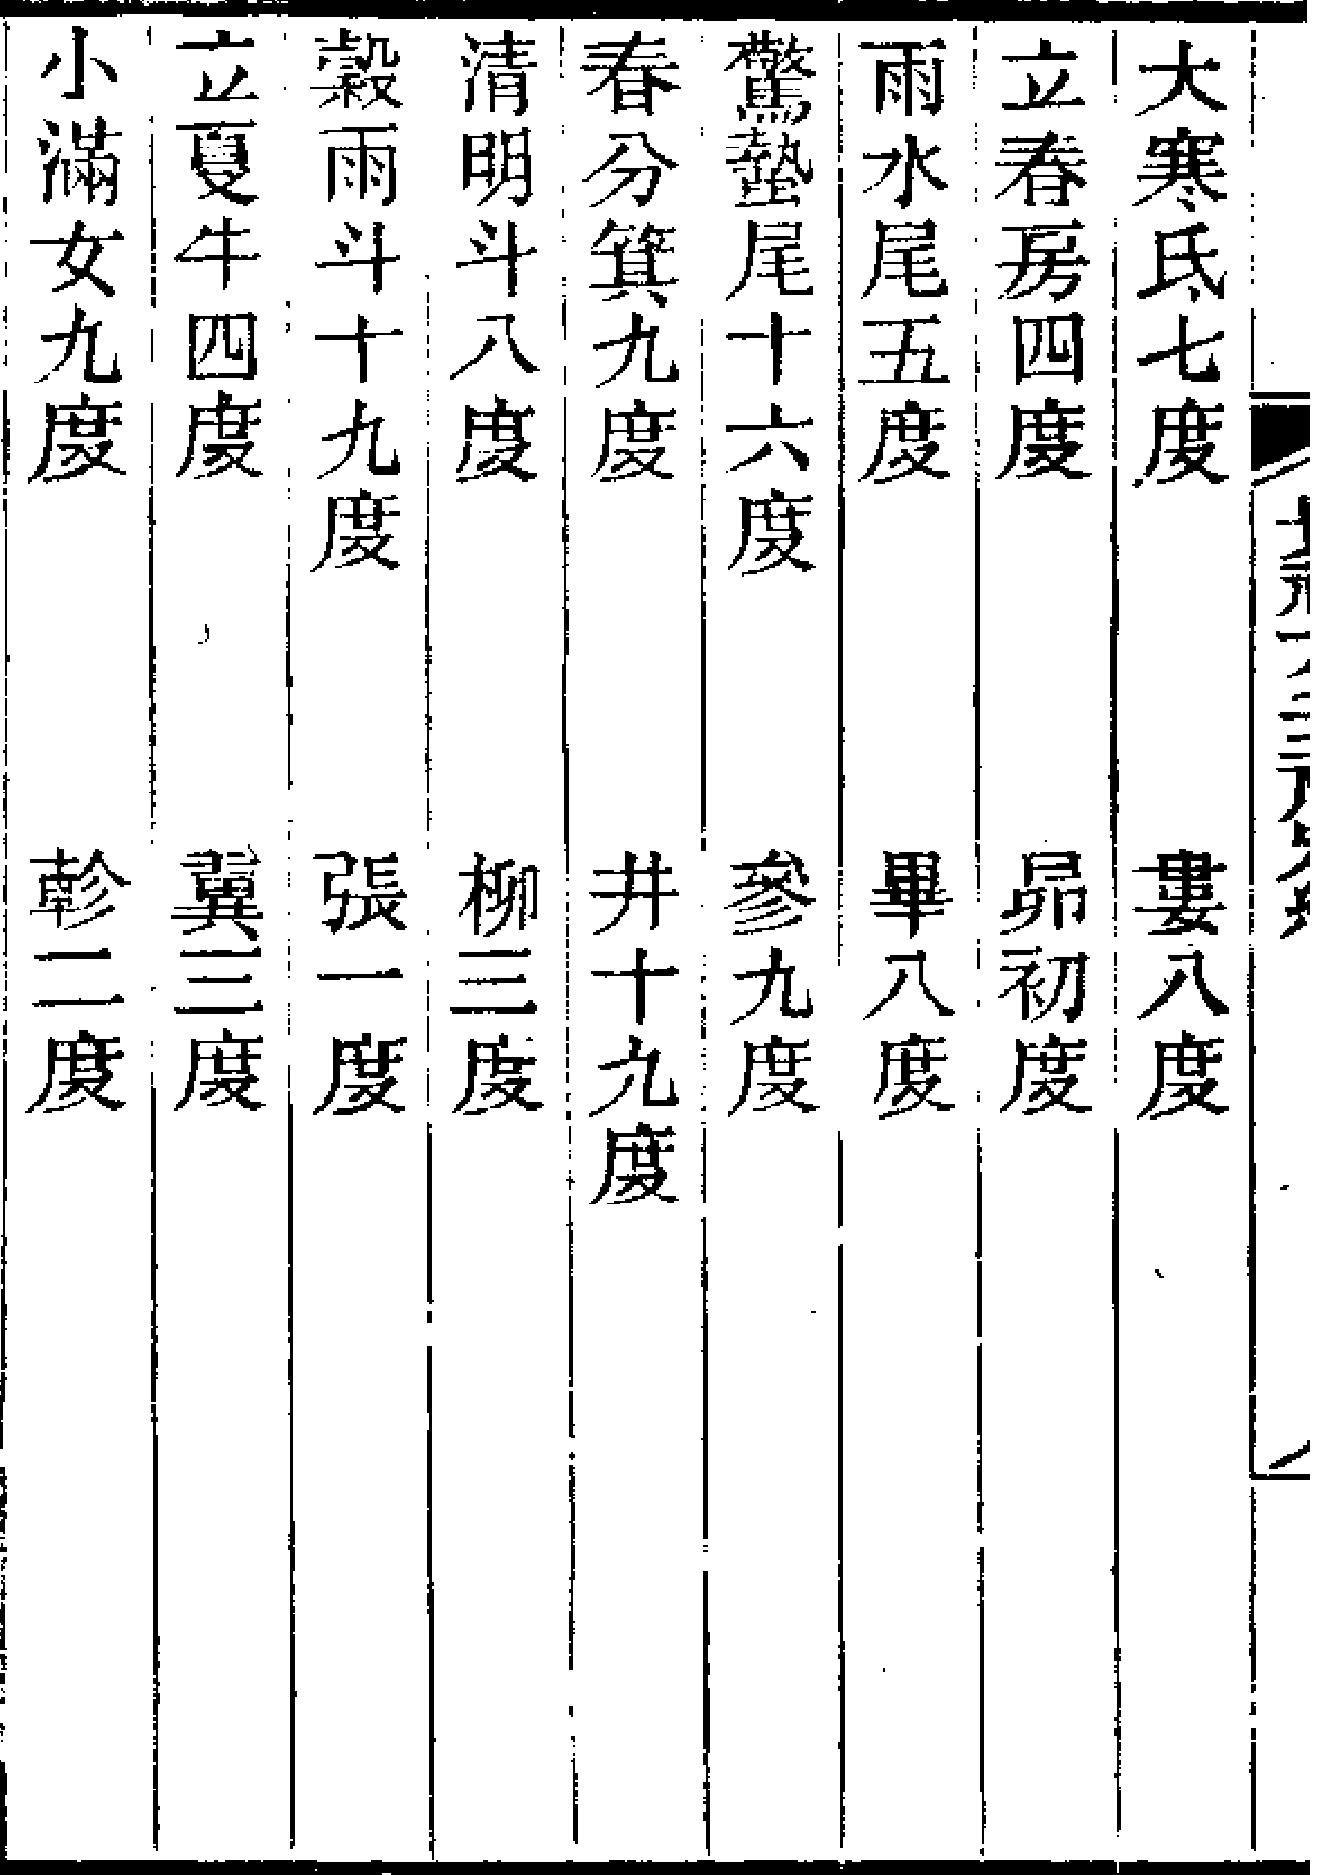 大寒氐七度 婁八度
立春房四度 昴初度
雨水尾五度 畢八度
驚蟄尾十六度 參九度
春分箕九度 井十九度
清明斗八度 柳三度
穀雨斗十九度 張一度
立夏牛四度 翼三度
小滿女九度 軫二度